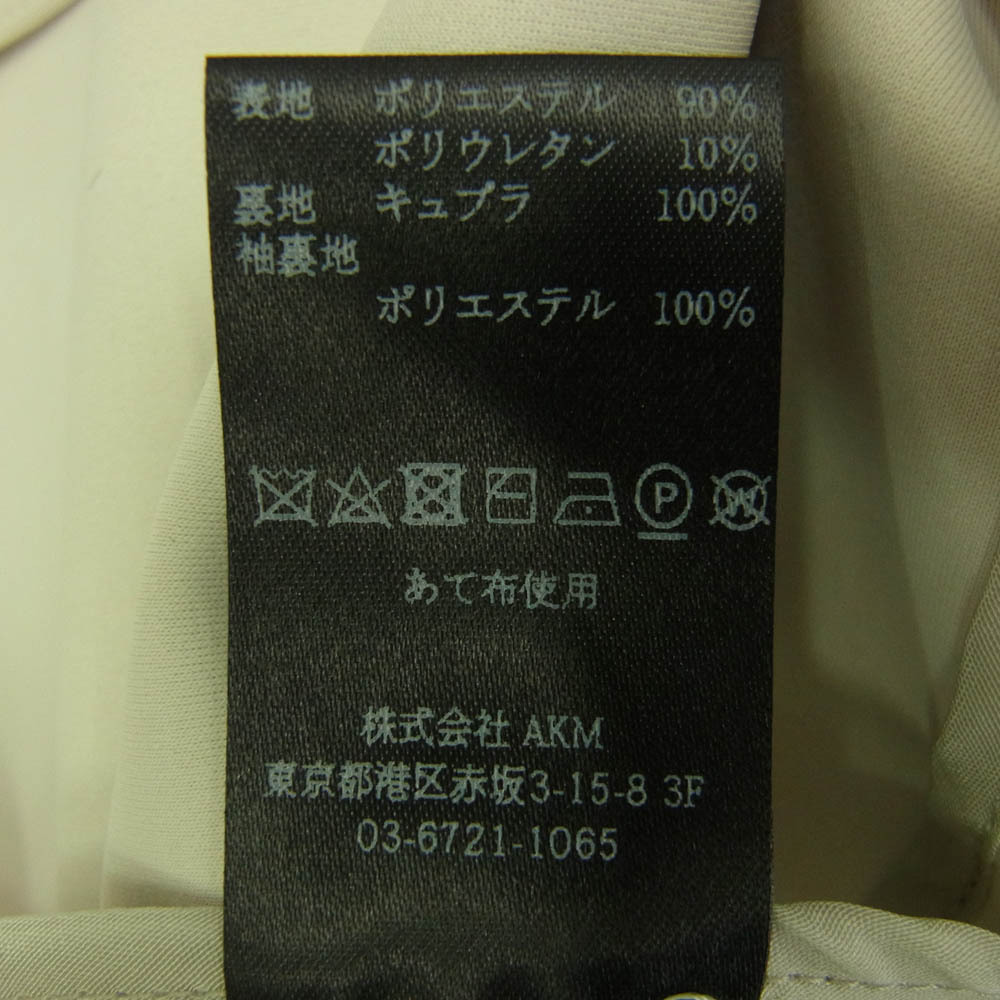 表地 ポリエステル 90%
ポリウレタン 10%
裏地 キュプラ 100%
袖裏地
ポリエステル 100%
P W
あて布使用
株式会社 AKM
東京都港区赤坂3-15-8 3F
03-6721-1065